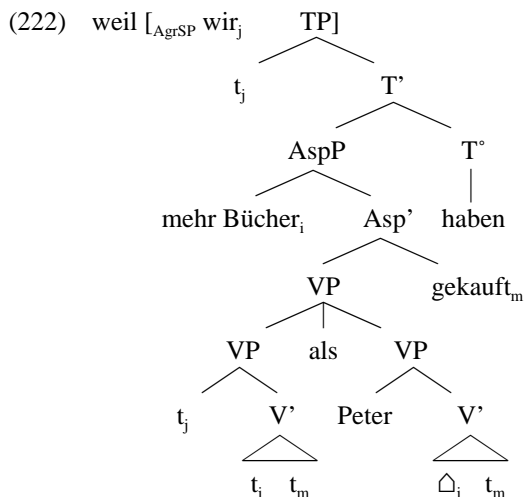 (222) weil [AgrSP wirj TP]
tj T’
AspP T°
mehr Bücheri Asp’ haben
VP gekauftm
VP als VP
tj V’ Peter V’
ti tm ⌂i tm